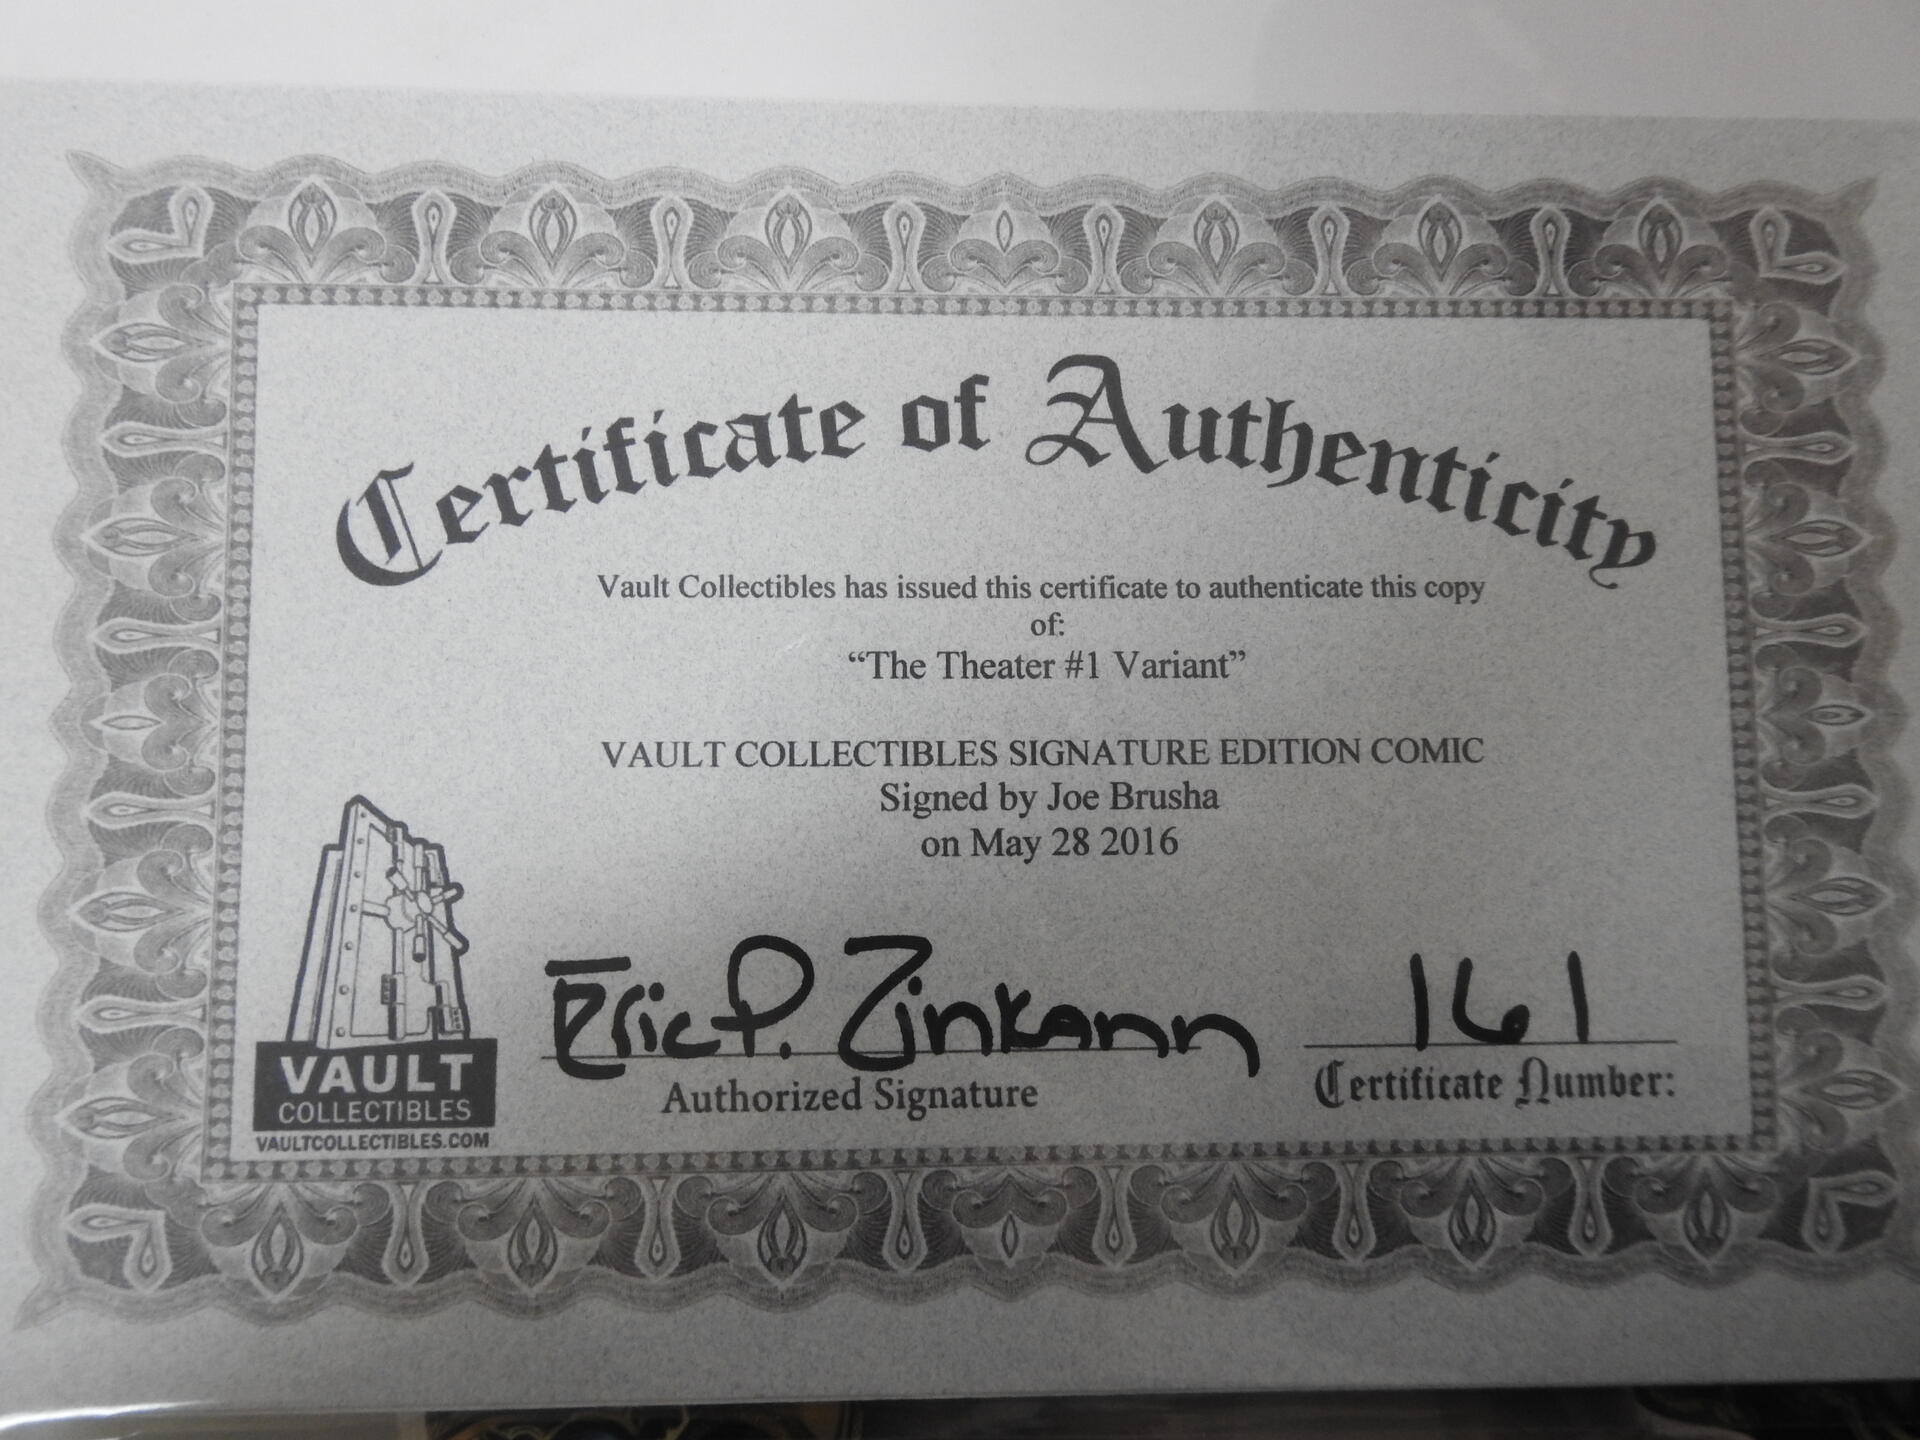 Certificate of Authenticity
Vault Collectibles has issued this certificate to authenticate this copy
of:
“The Theater #1 Variant”
VAULT COLLECTIBLES SIGNATURE EDITION COMIC
Signed by Joe Brusha
on May 28 2016
Eric P. Zinkann
Authorized Signature
161
Certificate Number:
VAULT
COLLECTIBLES
VAULTCOLLECTIBLES.COM